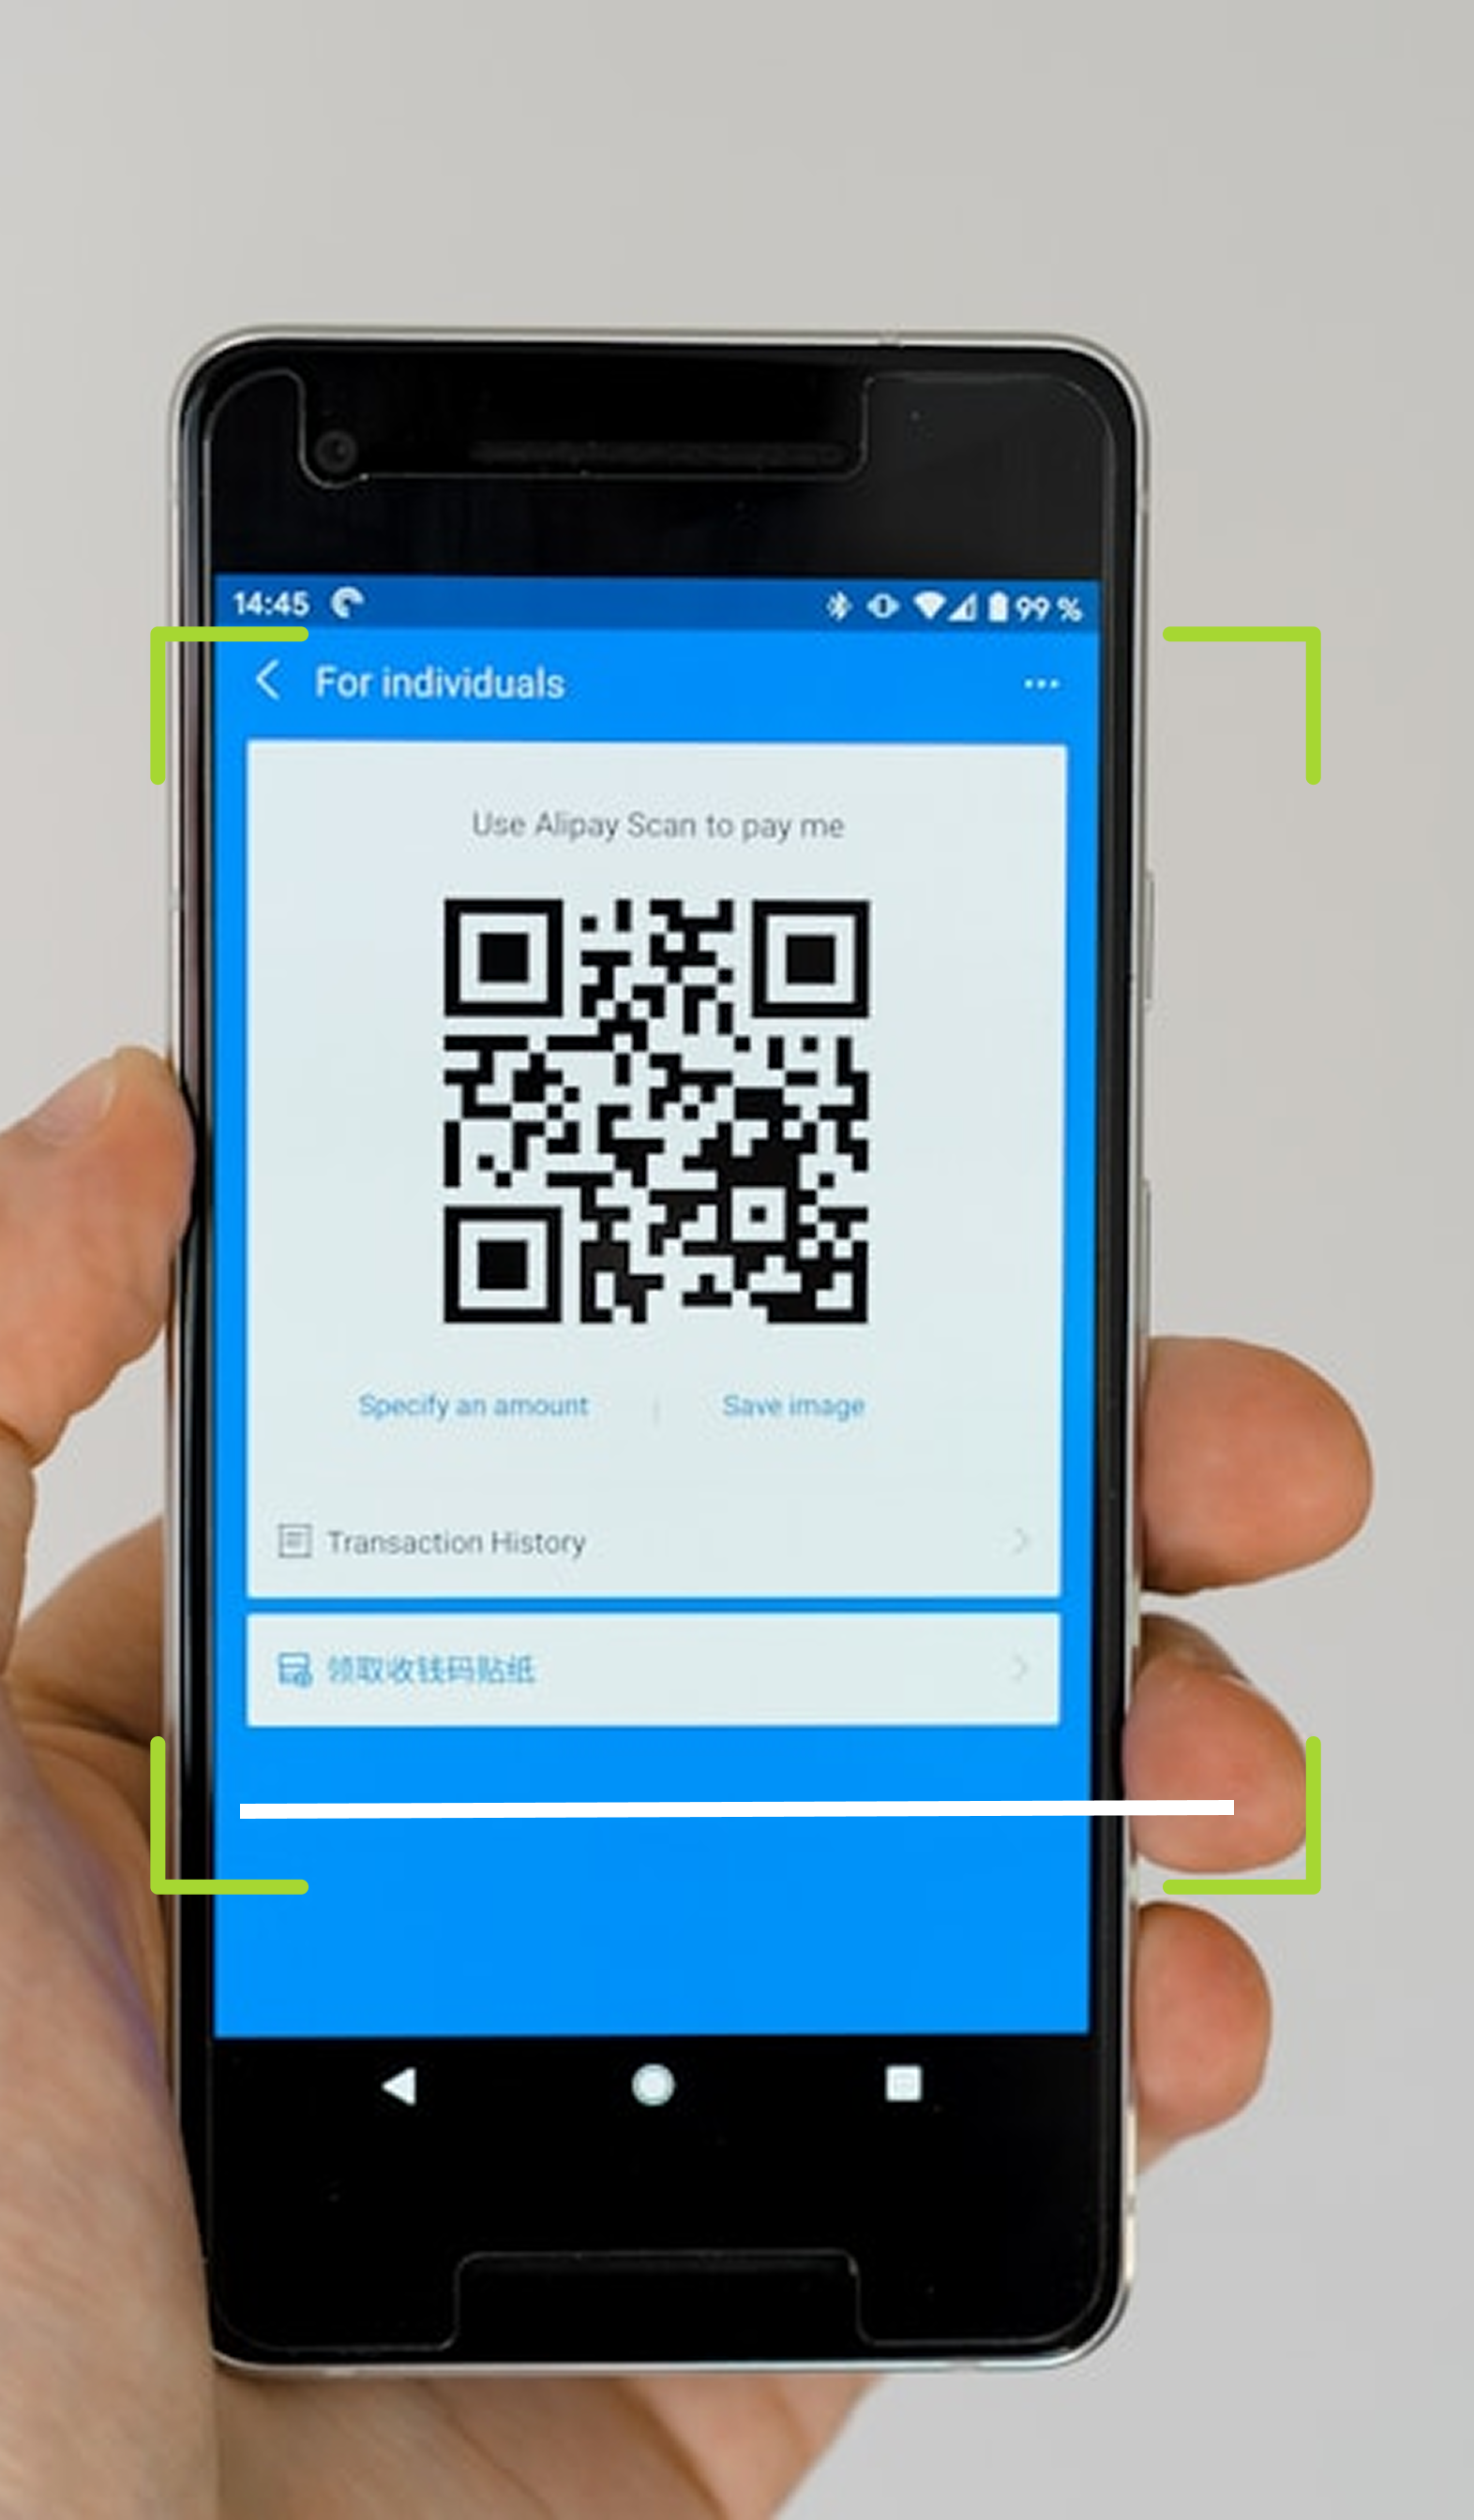 14:45 99 %
For individuals
Use Alipay Scan to pay me
Specify an amount Save image
Transaction History
领取收钱码贴纸